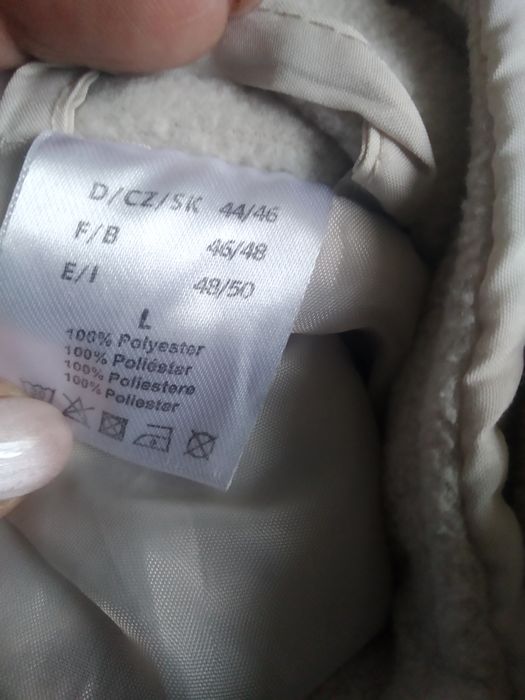 D/CZ/SK 44/46
F/B 46/48
E/I 48/50
L
100% Polyester
100% Poliéster
100% Poliestere
100% Poliester